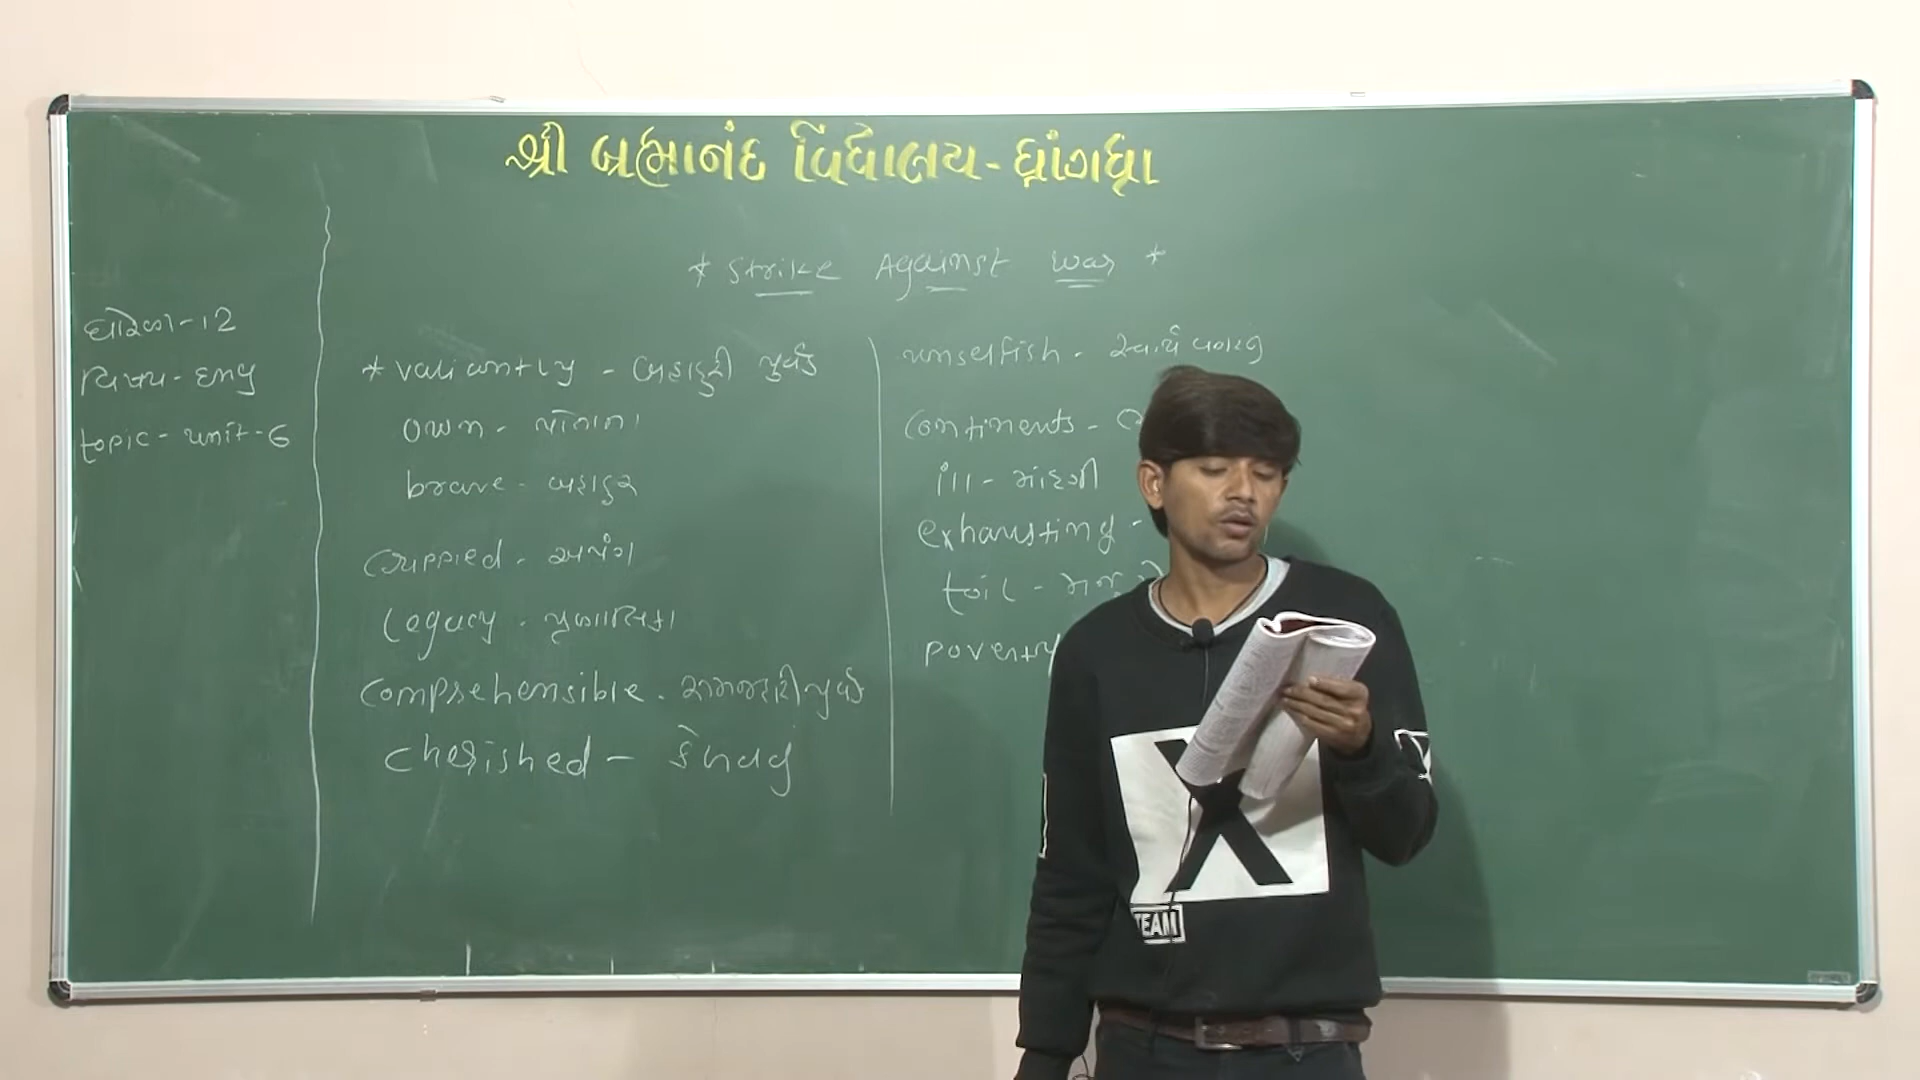 શ્રી બ્રહ્માનંદ વિદ્યાલય - ધ્રાંગધ્રા
* Strike Against War *
ધોરણ - 12
વિષય - Eng
topic - unit - 6
* Valiantly - બહાદુરી પૂર્વક
own - પોતાના
brave - બહાદુર
crippled - અપંગ
Legacy -
comprehensible - સમજદારી પૂર્વક
cherished - કેળવવું
unselfish - સ્વાર્થ વગરનું
continents -
ill - માંદગી
exhausting -
toil -
poverty
X
TEAM